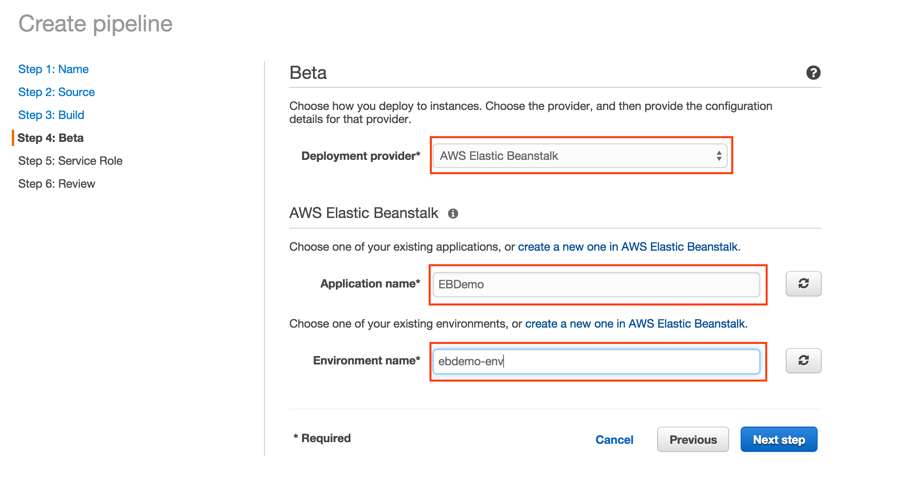 Create pipeline
Step 1: Name
Step 2: Source
Step 3: Build
Step 4: Beta
Step 5: Service Role
Step 6: Review
Beta
Choose how you deploy to instances. Choose the provider, and then provide the configuration
details for that provider.
Deployment provider* AWS Elastic Beanstalk
AWS Elastic Beanstalk
Choose one of your existing applications, or create a new one in AWS Elastic Beanstalk.
Application name* EBDemo
Choose one of your existing environments, or create a new one in AWS Elastic Beanstalk.
Environment name* ebdemo-env
* Required Cancel Previous Next step